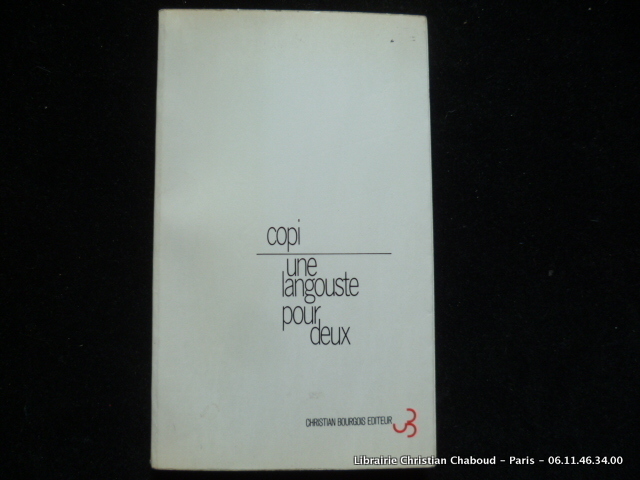 copi
une
langouste
pour
deux
CHRISTIAN BOURGOIS EDITEUR
Librairie Christian Chaboud - Paris - 06.11.46.34.00